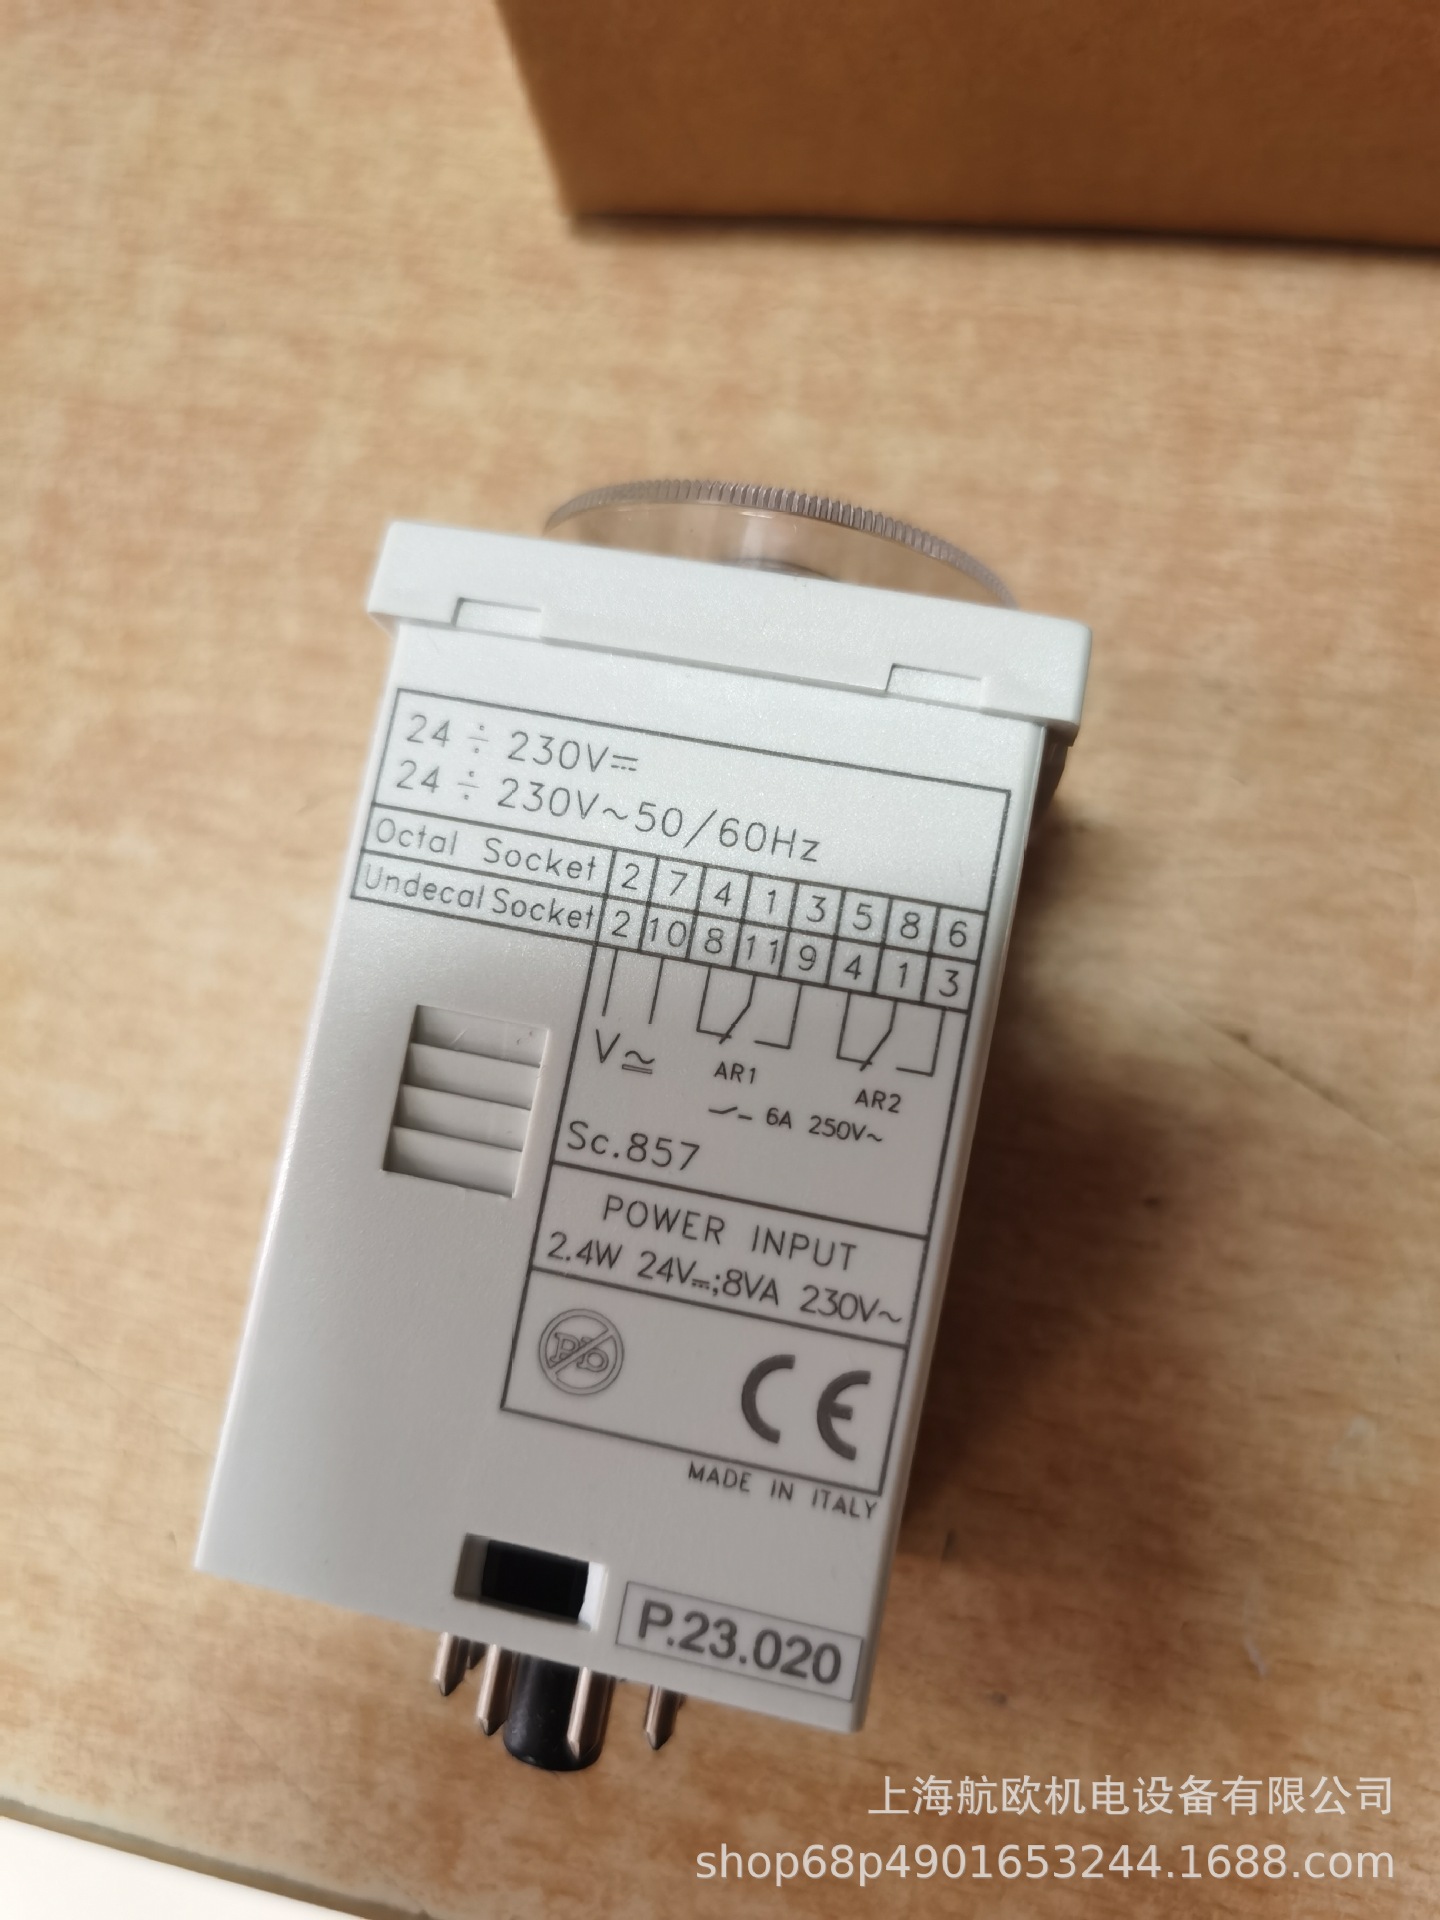 24 ÷ 230V⎓
24 ÷ 230V~50/60Hz
Octal Socket 2 7 4 1 3 5 8 6
Undecal Socket 2 10 8 11 9 4 1 3
V≂
AR1
AR2
6A 250V~
Sc.857
POWER INPUT
2.4W 24V⎓;8VA 230V~
Pb
CE
MADE IN ITALY
P.23.020
上海航欧机电设备有限公司
shop68p4901653244.1688.com